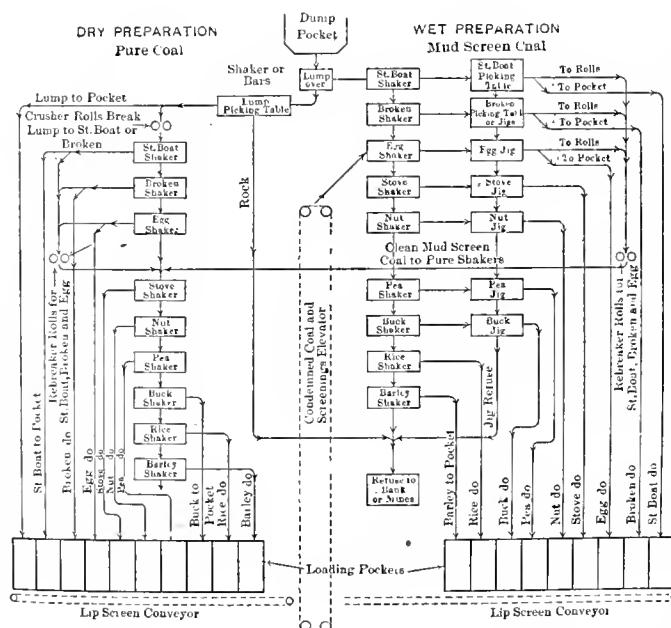 DRY PREPARATION
Pure Coal
Dump
Pocket
WET PREPARATION
Mud Screen Coal
Shaker
or Bars
Lump
over
St. Boat
Shaker
St. Boat
Picking
Table
To Rolls
To Pocket
Lump to Pocket
Lump
Picking Table
Crusher Rolls Break
Lump to St. Boat or
Broken
Broken
Shaker
Broken
Picking Table
or Jigs
To Rolls
To Pocket
St. Boat
Shaker
Egg
Shaker
Egg Jig
To Rolls
To Pocket
Broken
Shaker
Rock
Stove
Shaker
Stove
Jig
Egg
Shaker
Nut
Shaker
Nut
Jig
Clean Mud Screen
Coal to Pure Shakers
Stove
Shaker
Pea
Shaker
Pea
Jig
Nut
Shaker
Buck
Shaker
Buck
Jig
Pea
Shaker
Rice
Shaker
Buck
Shaker
Barley
Shaker
Rice
Shaker
Barley
Shaker
Jig Refuse
Refuse to
Bank
or Mines
Condemned Coal and
Screenings Elevator
Rebreaker Rolls for
St. Boat, Broken and Egg
Rebreaker Rolls for
St. Boat, Broken and Egg
St. Boat to Pocket
Broken do
Egg do
Stove do
Nut do
Pea do
Buck to
Pocket
Rice do
Barley do
Barley to Pocket
Rice do
Buck do
Pea do
Nut do
Stove do
Egg do
Broken do
St. Boat do
Loading Pockets
Lip Screen Conveyor
Lip Screen Conveyor